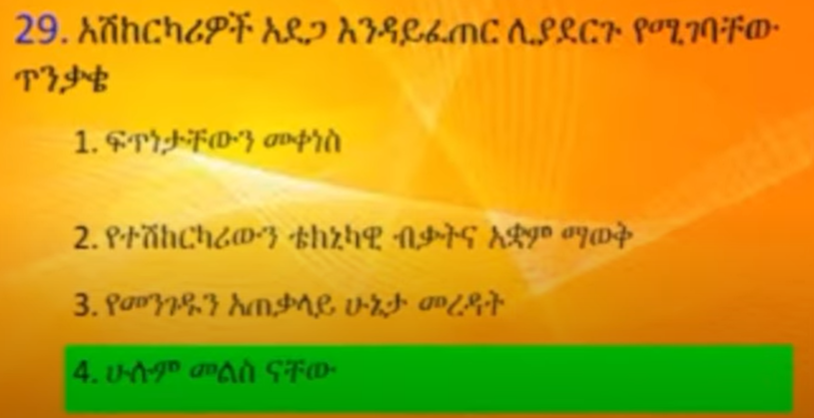 29. አሽከርካሪዎች አደጋ እንዳይፈጠር ሊያደርጉ የሚገባቸው
ጥንቃቄ
1. ፍጥነታቸውን መቀነስ
2. የተሽከርካሪውን ቴክኒካዊ ብቃትና አቋም ማወቅ
3. የመንገዱን አጠቃላይ ሁኔታ መረዳት
4. ሁሉም መልስ ናቸው